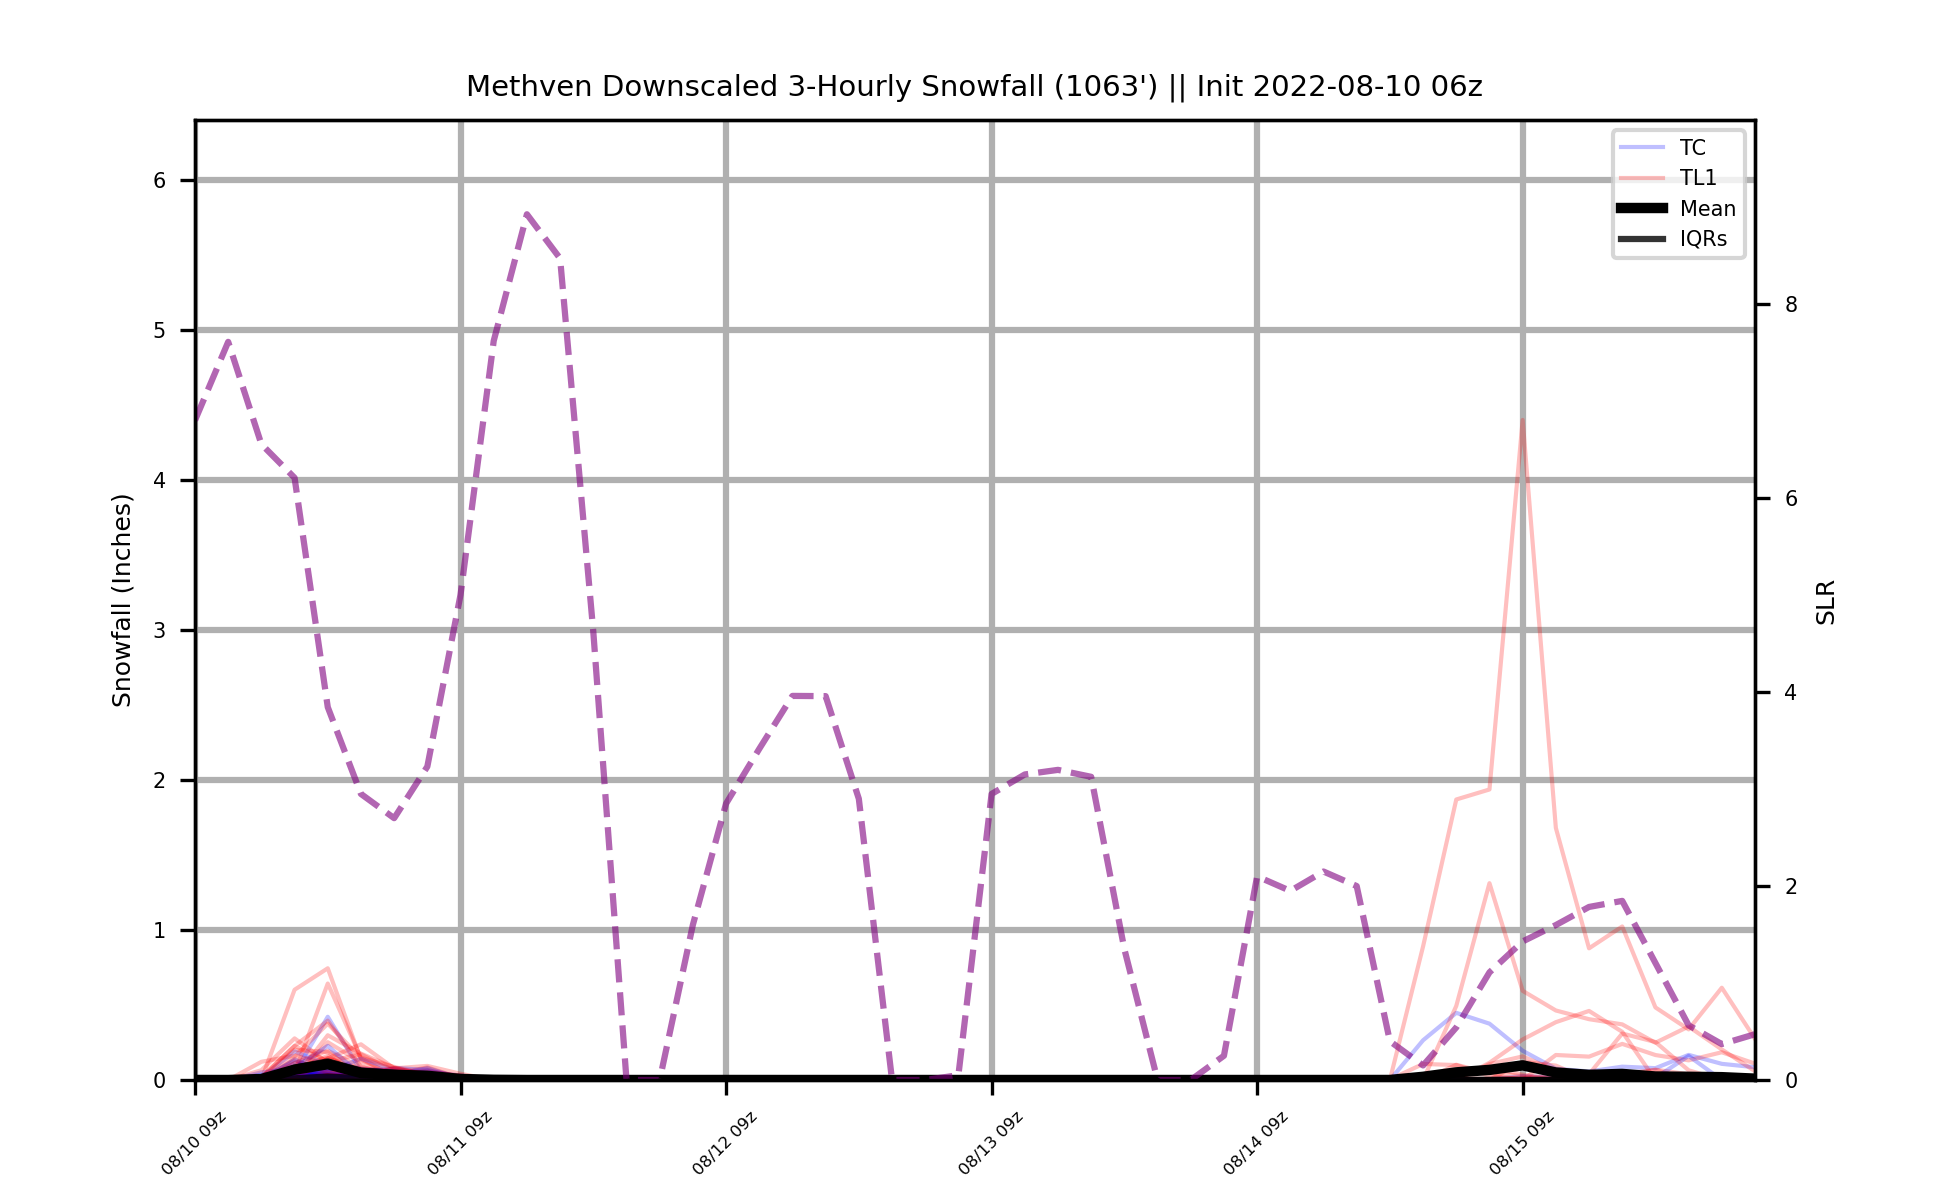 Methven Downscaled 3-Hourly Snowfall (1063') || Init 2022-08-10 06z
TC
TL1
Mean
IQRs
Snowfall (Inches)
6
5
4
3
2
1
0
SLR
8
6
4
2
0
08/10 09z
08/11 09z
08/12 09z
08/13 09z
08/14 09z
08/15 09z